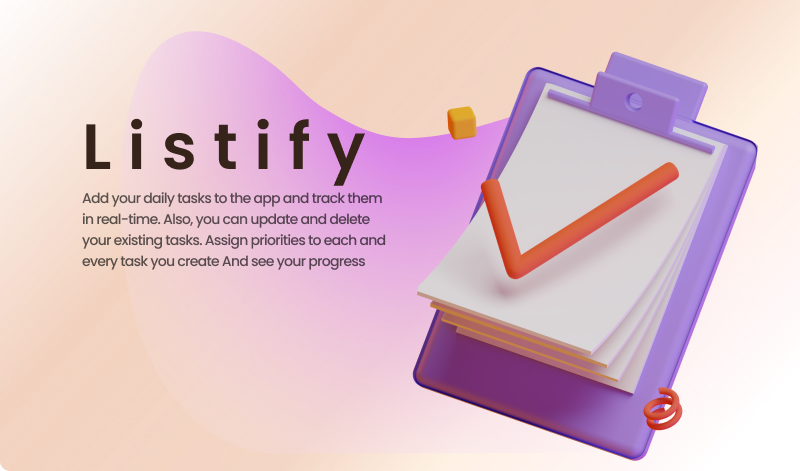 Listify
Add your daily tasks to the app and track them
in real-time. Also, you can update and delete
your existing tasks. Assign priorities to each and
every task you create And see your progress